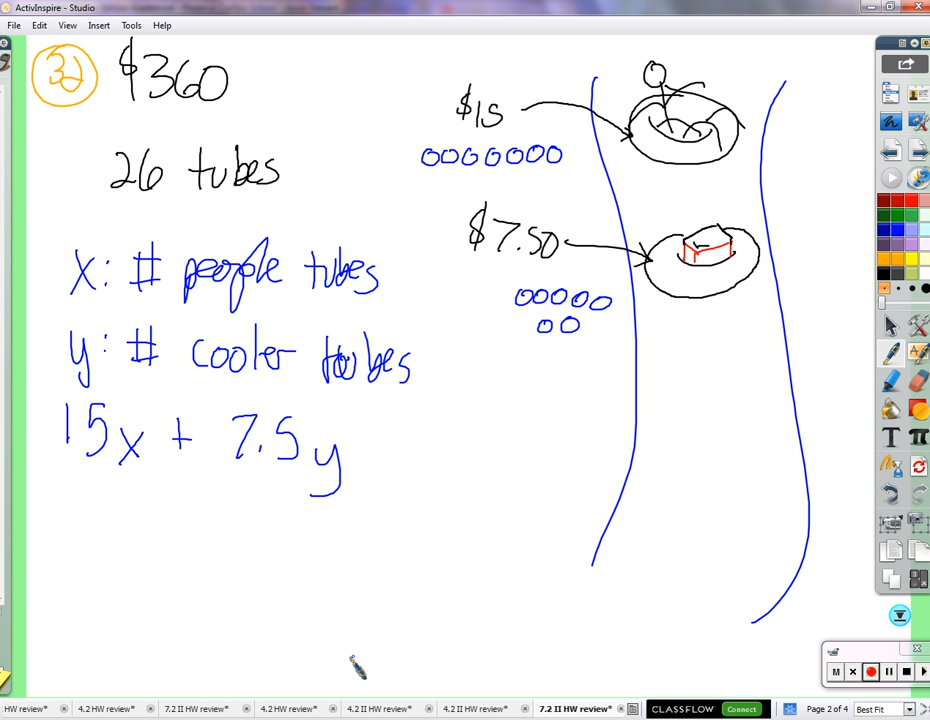 ActivInspire - Studio
File Edit View Insert Tools Help
32 $360
26 tubes
x: # people tubes
y: # cooler tubes
15x + 7.5y
$15
$7.50
HW review* 4.2 HW review* 7.2 II HW review* 4.2 HW review* 4.2 II HW review* 4.2 II HW review* 7.2 II HW review* CLASSFLOW Connect Page 2 of 4 Best Fit